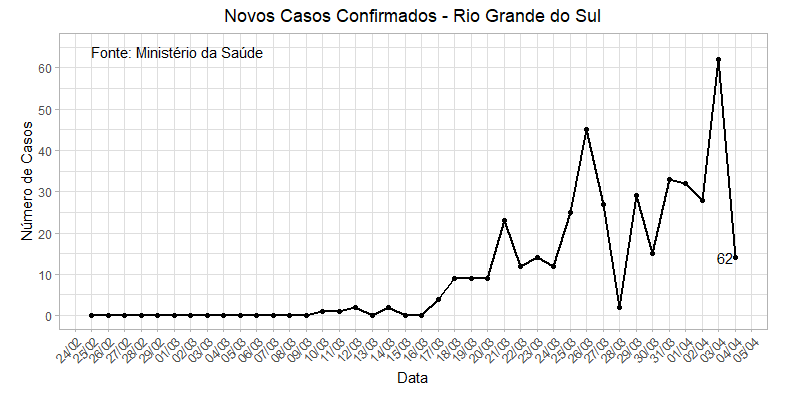 Novos Casos Confirmados - Rio Grande do Sul
Fonte: Ministério da Saúde
Número de Casos
60
50
40
30
20
10
0
62
24/02 25/02 26/02 27/02 28/02 29/02 01/03 02/03 03/03 04/03 05/03 06/03 07/03 08/03 09/03 10/03 11/03 12/03 13/03 14/03 15/03 16/03 17/03 18/03 19/03 20/03 21/03 22/03 23/03 24/03 25/03 26/03 27/03 28/03 29/03 30/03 31/03 01/04 02/04 03/04 04/04 05/04
Data